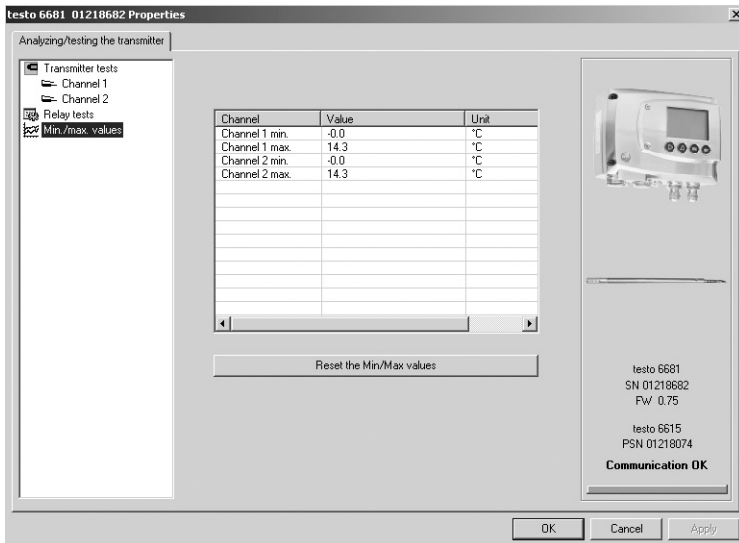 testo 6681 01218682 Properties
Analyzing/testing the transmitter
Transmitter tests
Channel 1
Channel 2
Relay tests
Min./max. values
Channel Value Unit
Channel 1 min. -0.0 °C
Channel 1 max. 14.3 °C
Channel 2 min. -0.0 °C
Channel 2 max. 14.3 °C
Reset the Min/Max values
testo 6681
SN 01218682
FW 0.75
testo 6615
PSN 01218074
Communication OK
OK Cancel Apply